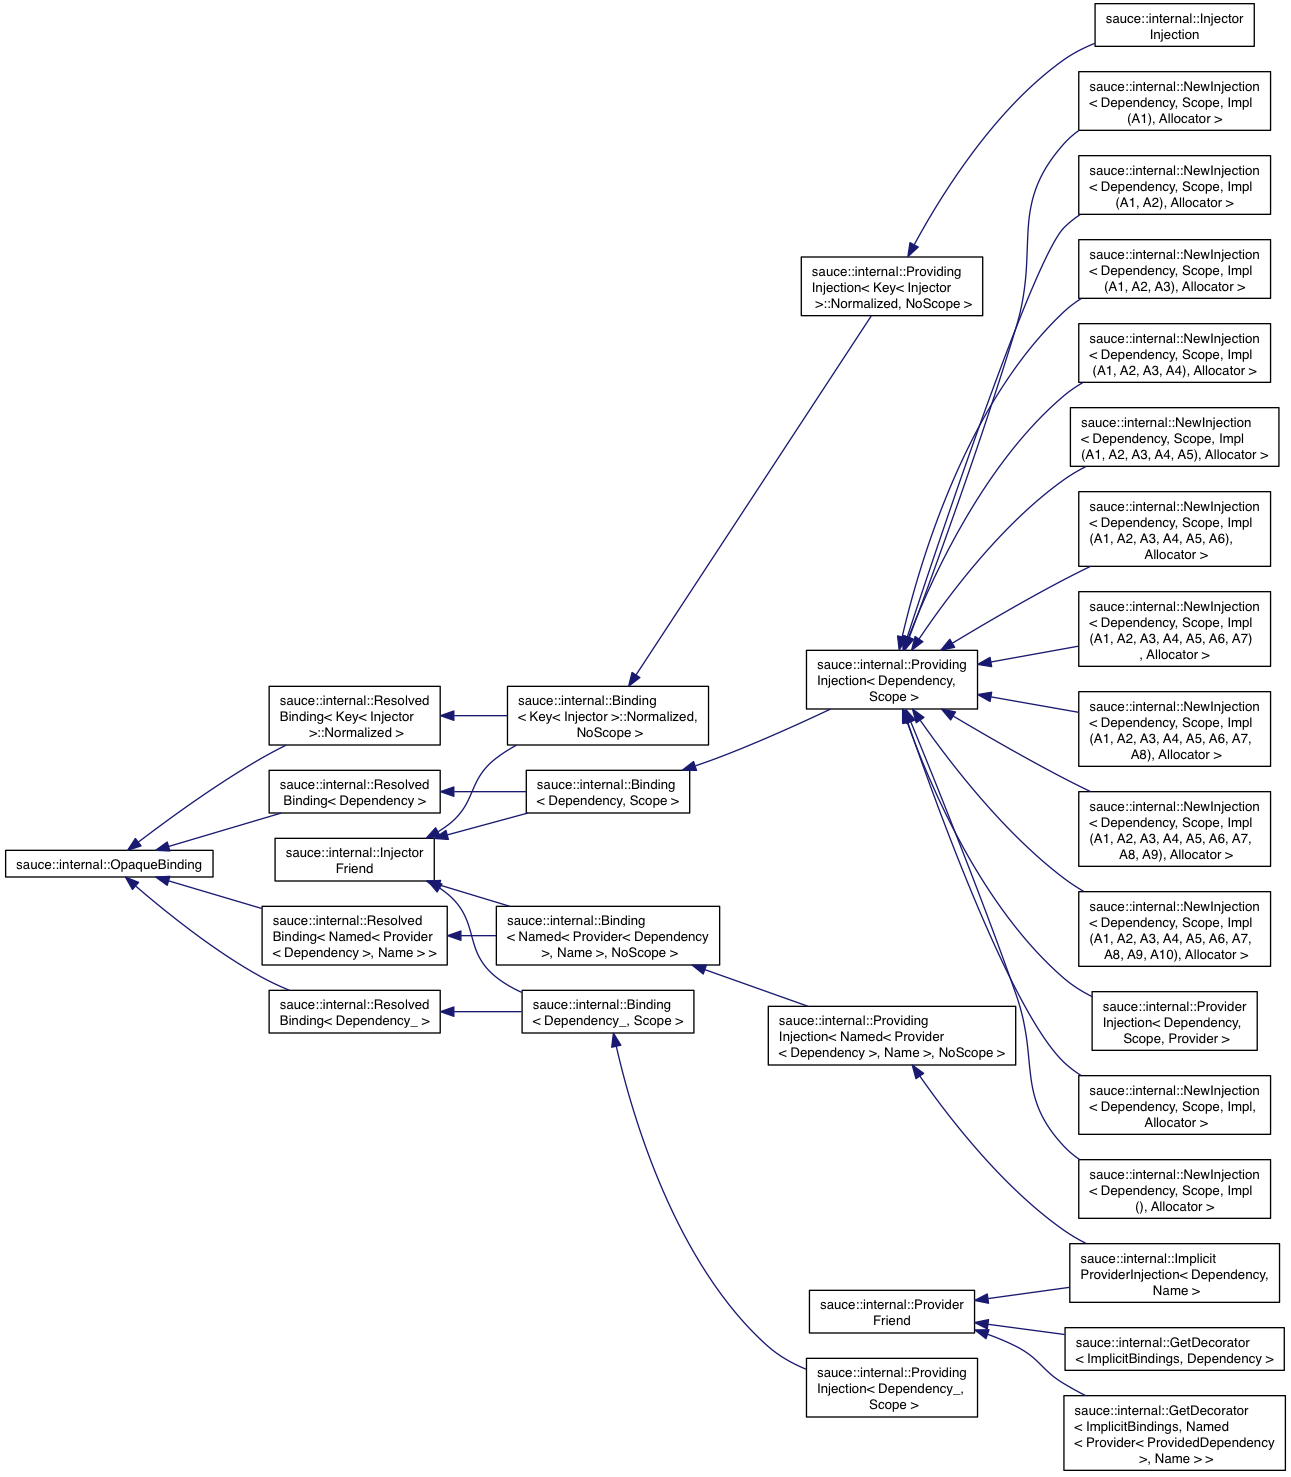 sauce::internal::Injector
Injection
sauce::internal::NewInjection
< Dependency, Scope, Impl
(A1), Allocator >
sauce::internal::NewInjection
< Dependency, Scope, Impl
(A1, A2), Allocator >
sauce::internal::NewInjection
< Dependency, Scope, Impl
(A1, A2, A3), Allocator >
sauce::internal::Providing
Injection< Key< Injector
>::Normalized, NoScope >
sauce::internal::NewInjection
< Dependency, Scope, Impl
(A1, A2, A3, A4), Allocator >
sauce::internal::NewInjection
< Dependency, Scope, Impl
(A1, A2, A3, A4, A5), Allocator >
sauce::internal::NewInjection
< Dependency, Scope, Impl
(A1, A2, A3, A4, A5, A6),
Allocator >
sauce::internal::NewInjection
< Dependency, Scope, Impl
(A1, A2, A3, A4, A5, A6, A7)
, Allocator >
sauce::internal::Providing
Injection< Dependency,
Scope >
sauce::internal::Resolved
Binding< Key< Injector
>::Normalized >
sauce::internal::Binding
< Key< Injector >::Normalized,
NoScope >
sauce::internal::NewInjection
< Dependency, Scope, Impl
(A1, A2, A3, A4, A5, A6, A7,
A8), Allocator >
sauce::internal::Resolved
Binding< Dependency >
sauce::internal::Binding
< Dependency, Scope >
sauce::internal::NewInjection
< Dependency, Scope, Impl
(A1, A2, A3, A4, A5, A6, A7,
A8, A9), Allocator >
sauce::internal::OpaqueBinding
sauce::internal::Injector
Friend
sauce::internal::NewInjection
< Dependency, Scope, Impl
(A1, A2, A3, A4, A5, A6, A7,
A8, A9, A10), Allocator >
sauce::internal::Resolved
Binding< Named< Provider
< Dependency >, Name > >
sauce::internal::Binding
< Named< Provider< Dependency
>, Name >, NoScope >
sauce::internal::Resolved
Binding< Dependency_ >
sauce::internal::Binding
< Dependency_, Scope >
sauce::internal::Providing
Injection< Named< Provider
< Dependency >, Name >, NoScope >
sauce::internal::Provider
Injection< Dependency,
Scope, Provider >
sauce::internal::NewInjection
< Dependency, Scope, Impl,
Allocator >
sauce::internal::NewInjection
< Dependency, Scope, Impl
(), Allocator >
sauce::internal::Implicit
ProviderInjection< Dependency,
Name >
sauce::internal::Provider
Friend
sauce::internal::GetDecorator
< ImplicitBindings, Dependency >
sauce::internal::Providing
Injection< Dependency_,
Scope >
sauce::internal::GetDecorator
< ImplicitBindings, Named
< Provider< ProvidedDependency
>, Name > >